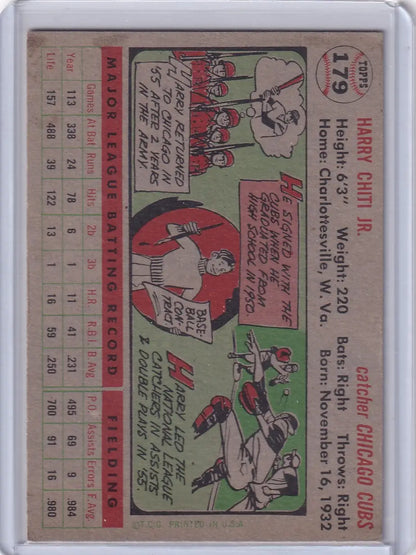 TOPPS
179
HARRY CHITI JR.
catcher CHICAGO CUBS
Height: 6'3" Weight: 220 Bats: Right Throws: Right
Home: Charlottesville, W. Va. Born: November 16, 1932
HARRY RETURNED
TO CHICAGO IN
'55 AFTER 2 YEARS
IN THE ARMY.
HE SIGNED WITH THE
CUBS WHEN HE
GRADUATED FROM
HIGH SCHOOL IN 1950.
BASE-
BALL
CON-
TRACT
HARRY LED THE
NATIONAL LEAGUE
CATCHERS IN ASSISTS
& DOUBLE PLAYS IN '55.
© T.C.G. PRINTED IN U.S.A.
MAJOR LEAGUE BATTING RECORD FIELDING
Games At Bat Runs Hits 2b 3b H.R. R.B.I. B Avg P.O. Assists Errors F. Avg.
Year 113 338 24 78 6 1 11 41 .231 495 69 9 .984
Life 157 488 39 122 13 1 16 59 .250 700 91 16 .980